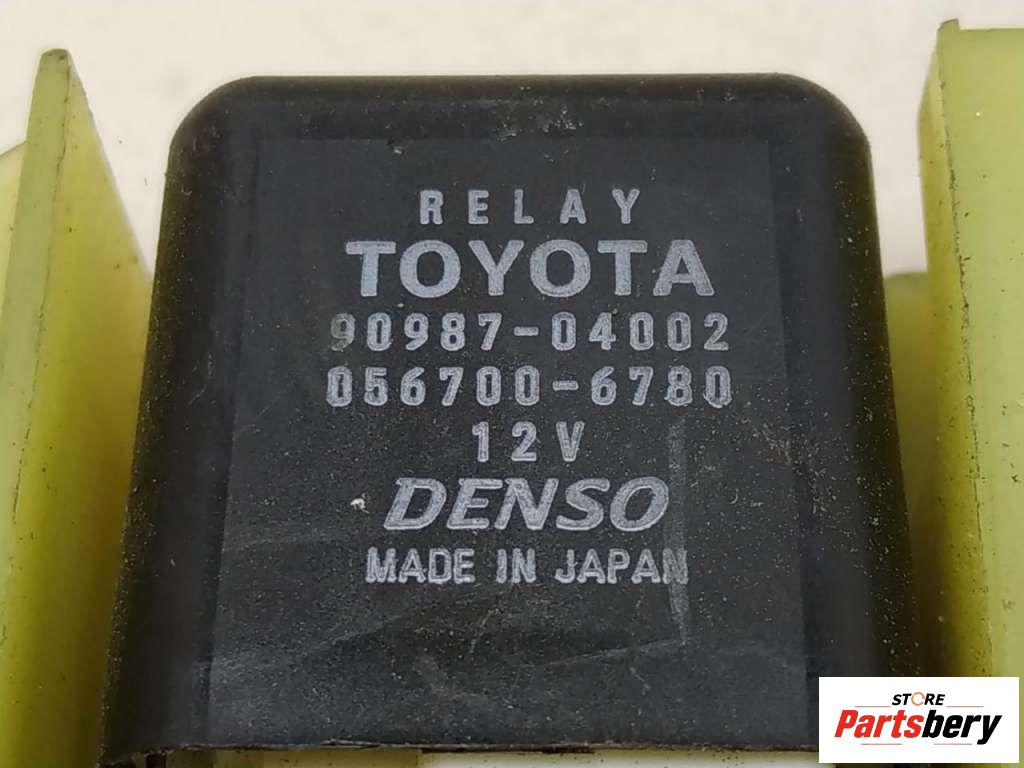 RELAY
TOYOTA
90987-04002
056700-6780
12V
DENSO
MADE IN JAPAN
STORE
Partsbery